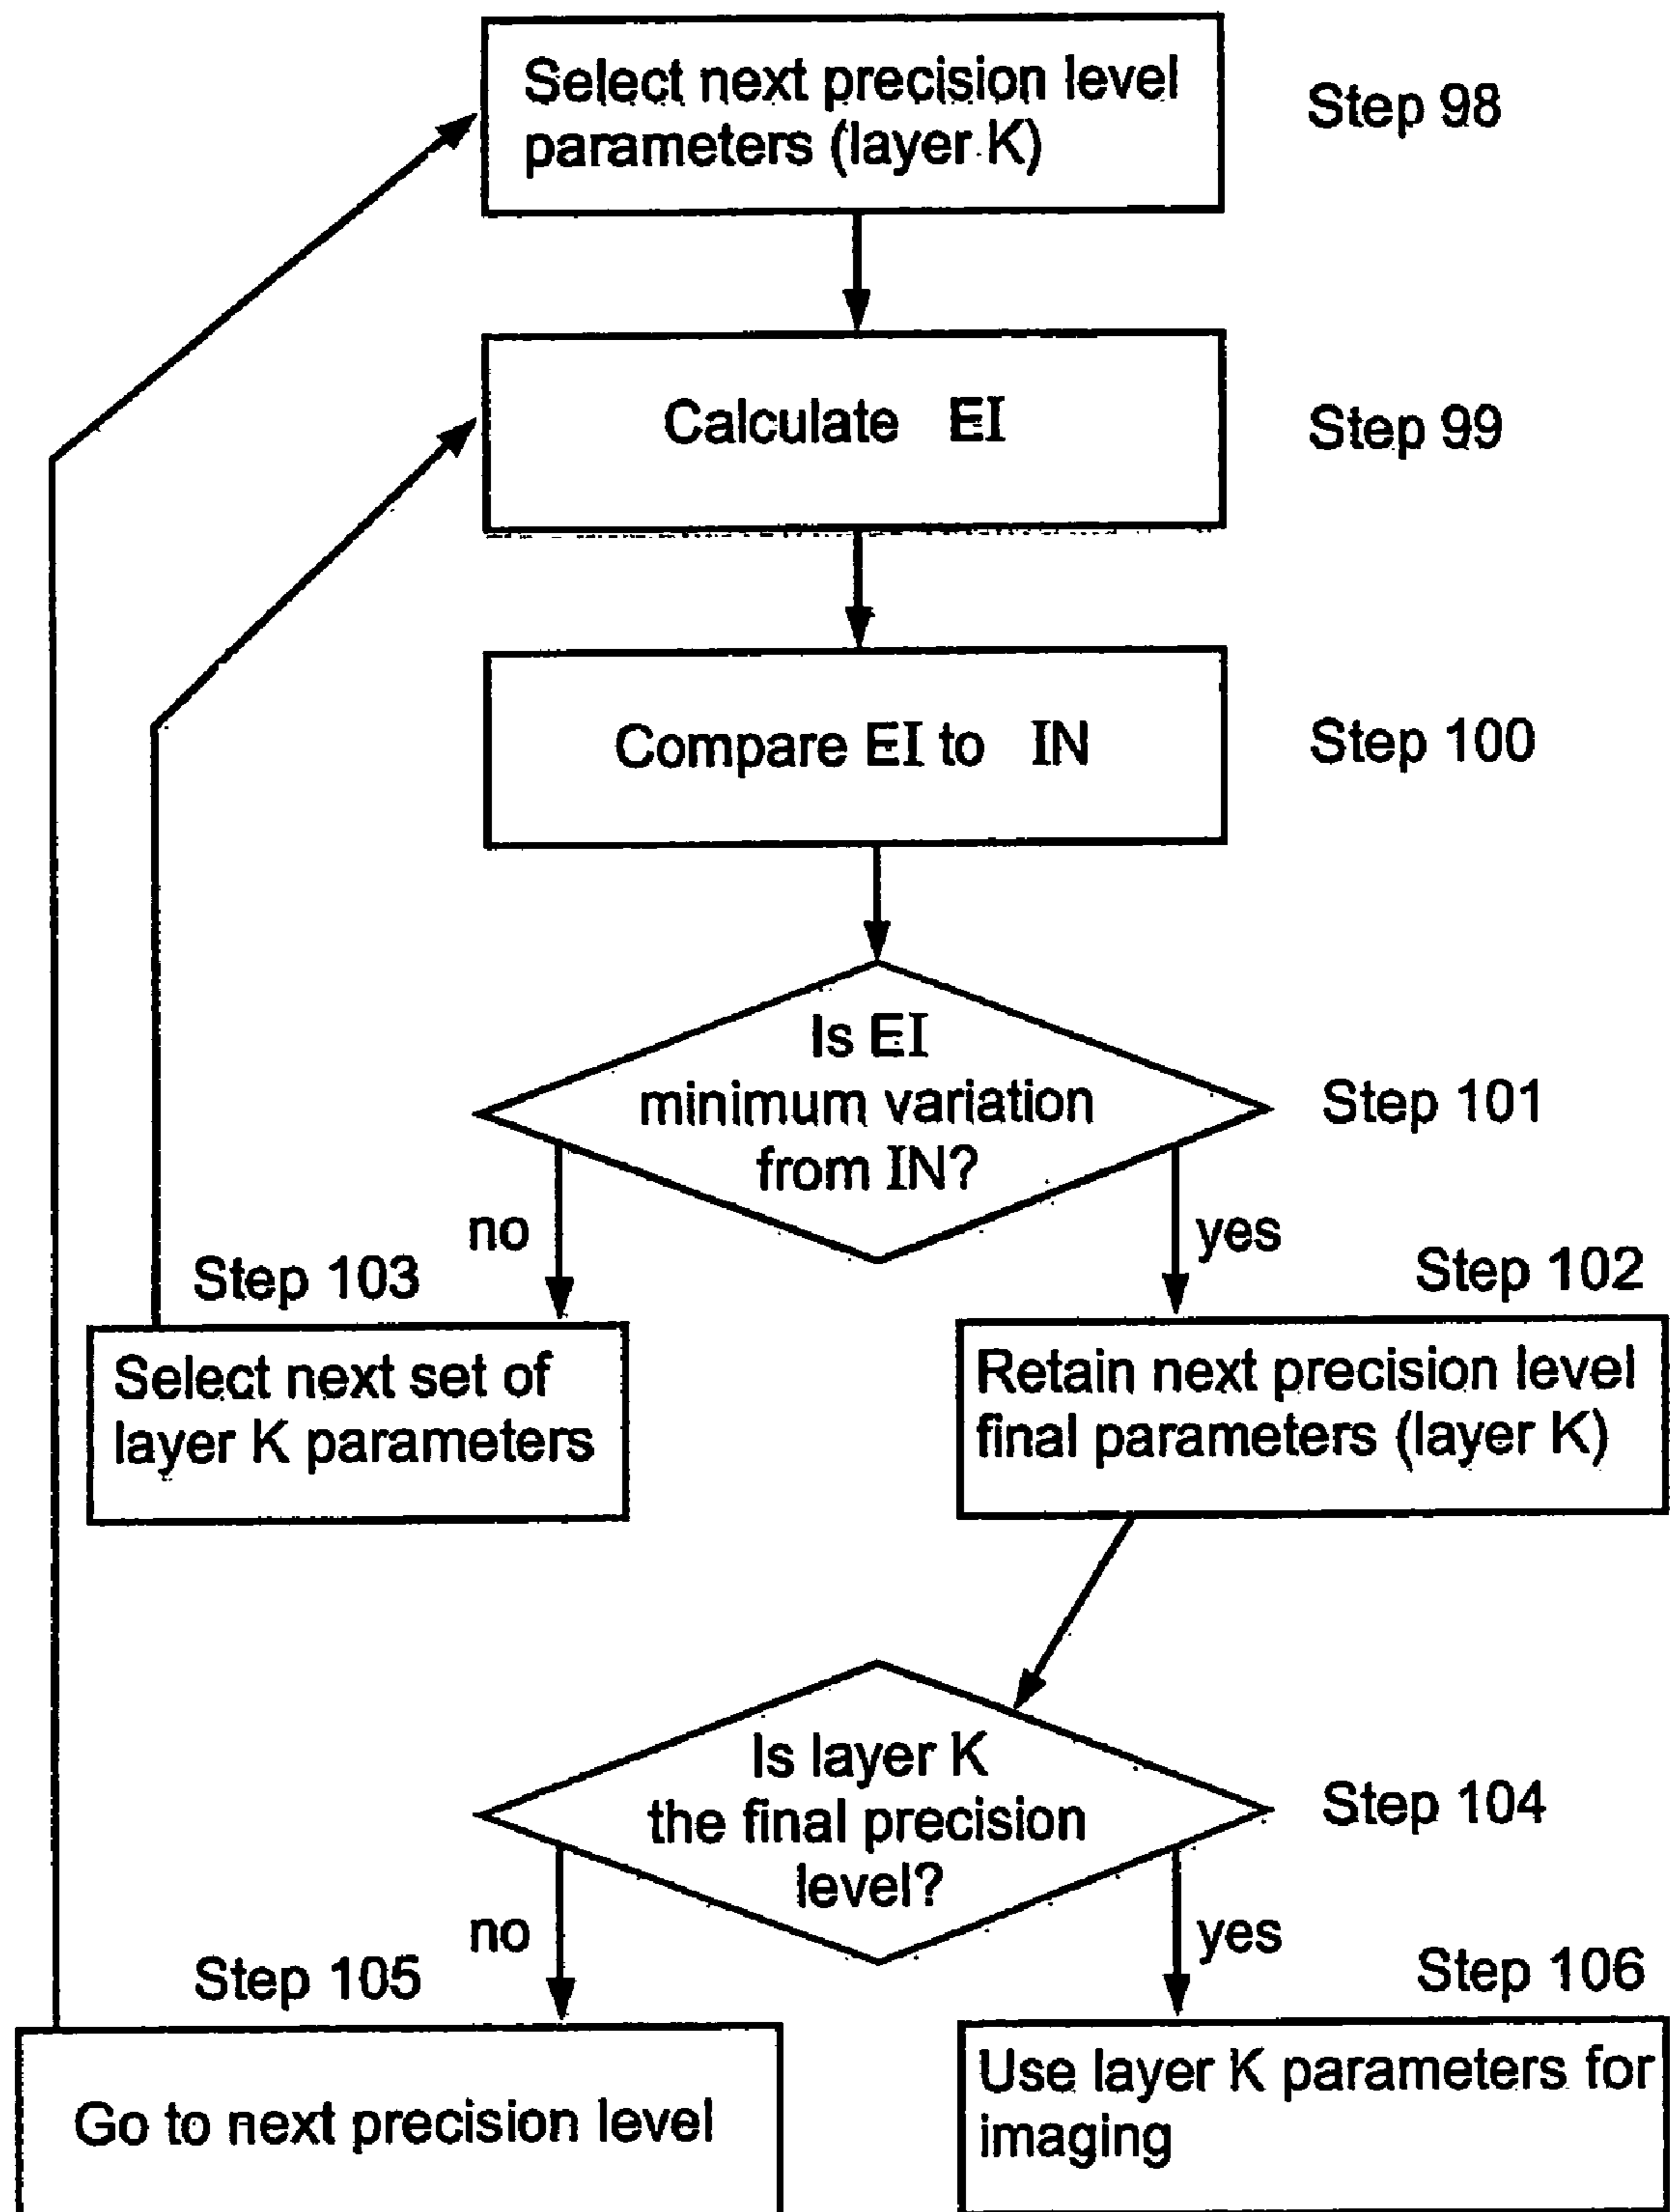 Select next precision level
parameters (layer K)
Step 98
Calculate EI
Step 99
Compare EI to IN
Step 100
Is EI
minimum variation
from IN?
Step 101
no
yes
Step 103
Step 102
Select next set of
layer K parameters
Retain next precision level
final parameters (layer K)
Is layer K
the final precision
level?
Step 104
no
yes
Step 105
Step 106
Go to next precision level
Use layer K parameters for
imaging